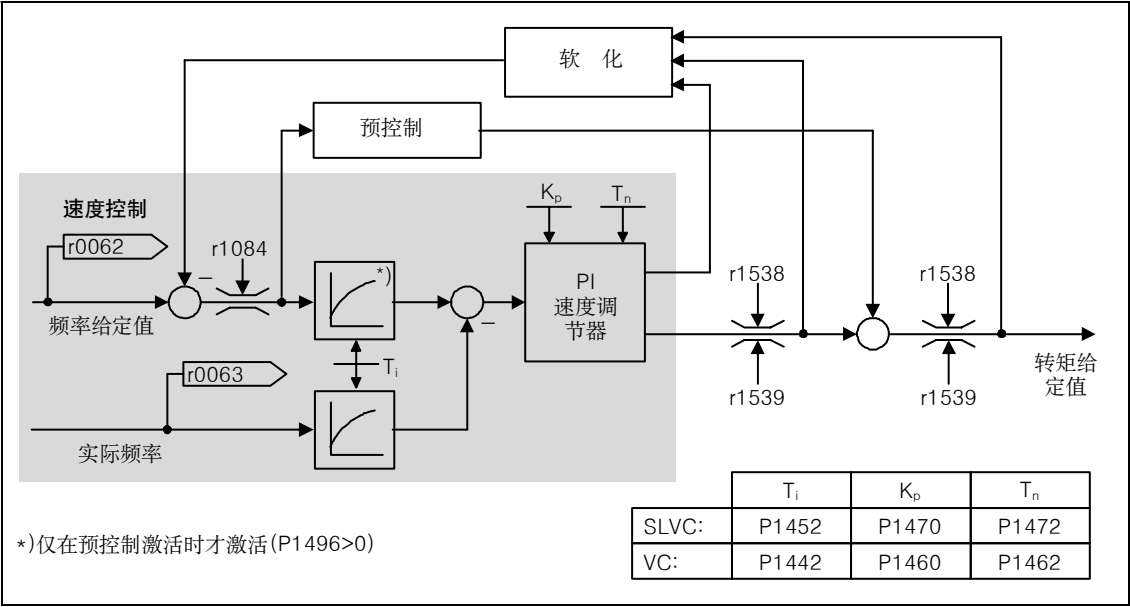 软 化
预控制
速度控制
r0062
r1084
*)
Kp
Tn
PI
速度调
节器
频率给定值
r0063
Ti
实际频率
r1538
r1538
r1539
r1539
转矩给
定值
Ti Kp Tn
SLVC: P1452 P1470 P1472
VC: P1442 P1460 P1462
*)仅在预控制激活时才激活(P1496>0)